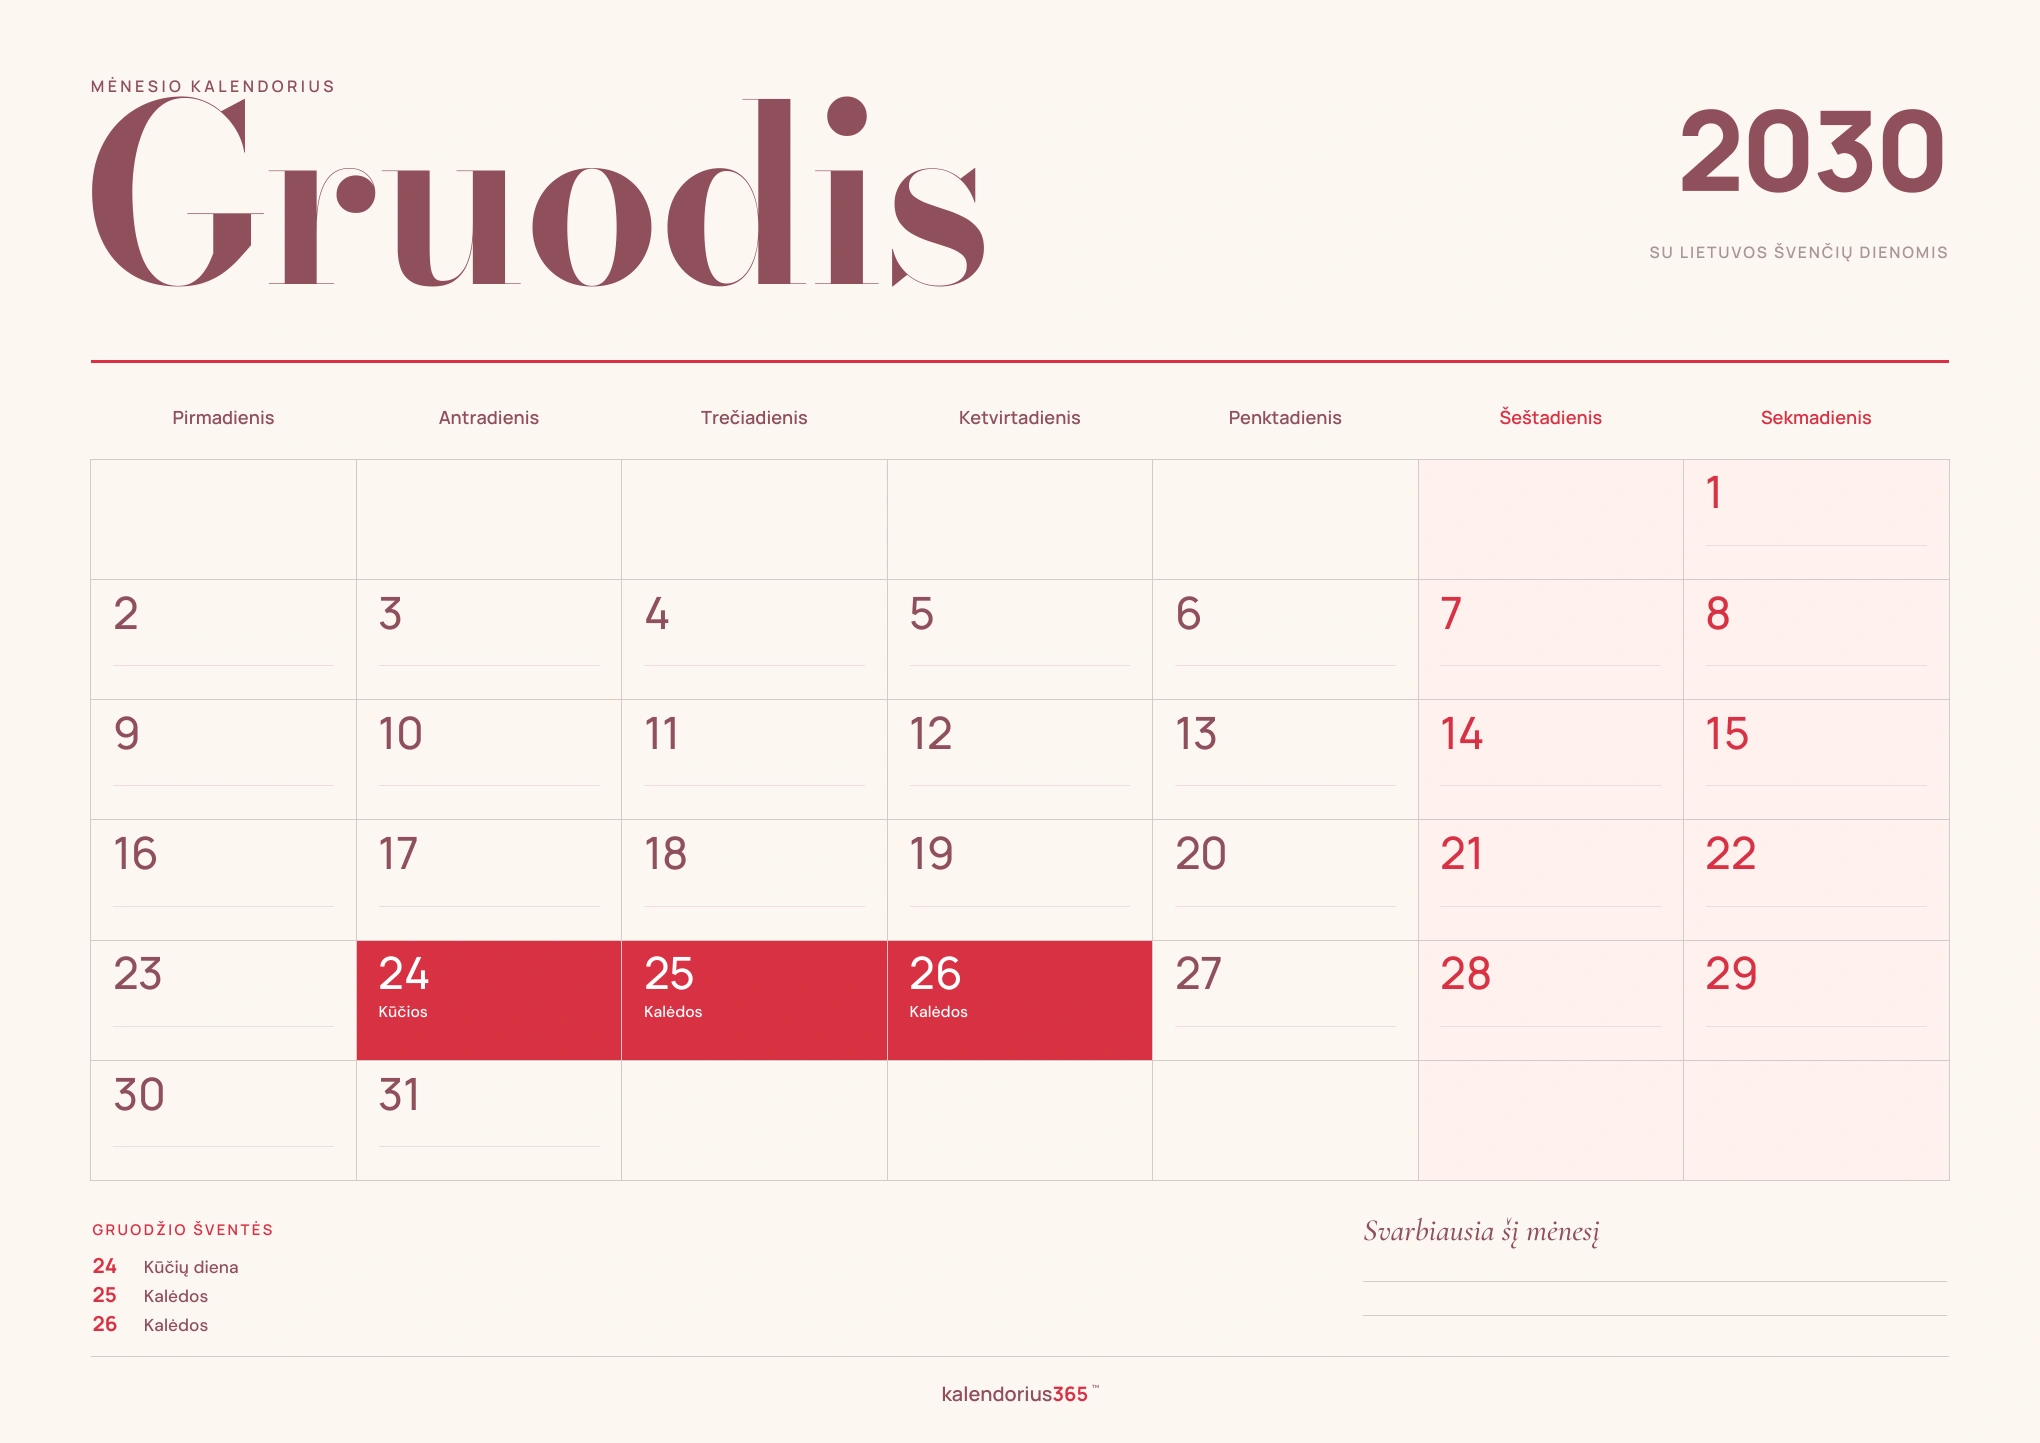 MĖNESIO KALENDORIUS
Gruodis
2030
SU LIETUVOS ŠVENČIŲ DIENOMIS
Pirmadienis Antradienis Trečiadienis Ketvirtadienis Penktadienis Šeštadienis Sekmadienis
1
2 3 4 5 6 7 8
9 10 11 12 13 14 15
16 17 18 19 20 21 22
23 24 25 26 27 28 29
Kūčios Kalėdos Kalėdos
30 31
GRUODŽIO ŠVENTĖS
24 Kūčių diena
25 Kalėdos
26 Kalėdos
Svarbiausia šį mėnesį
kalendorius365™